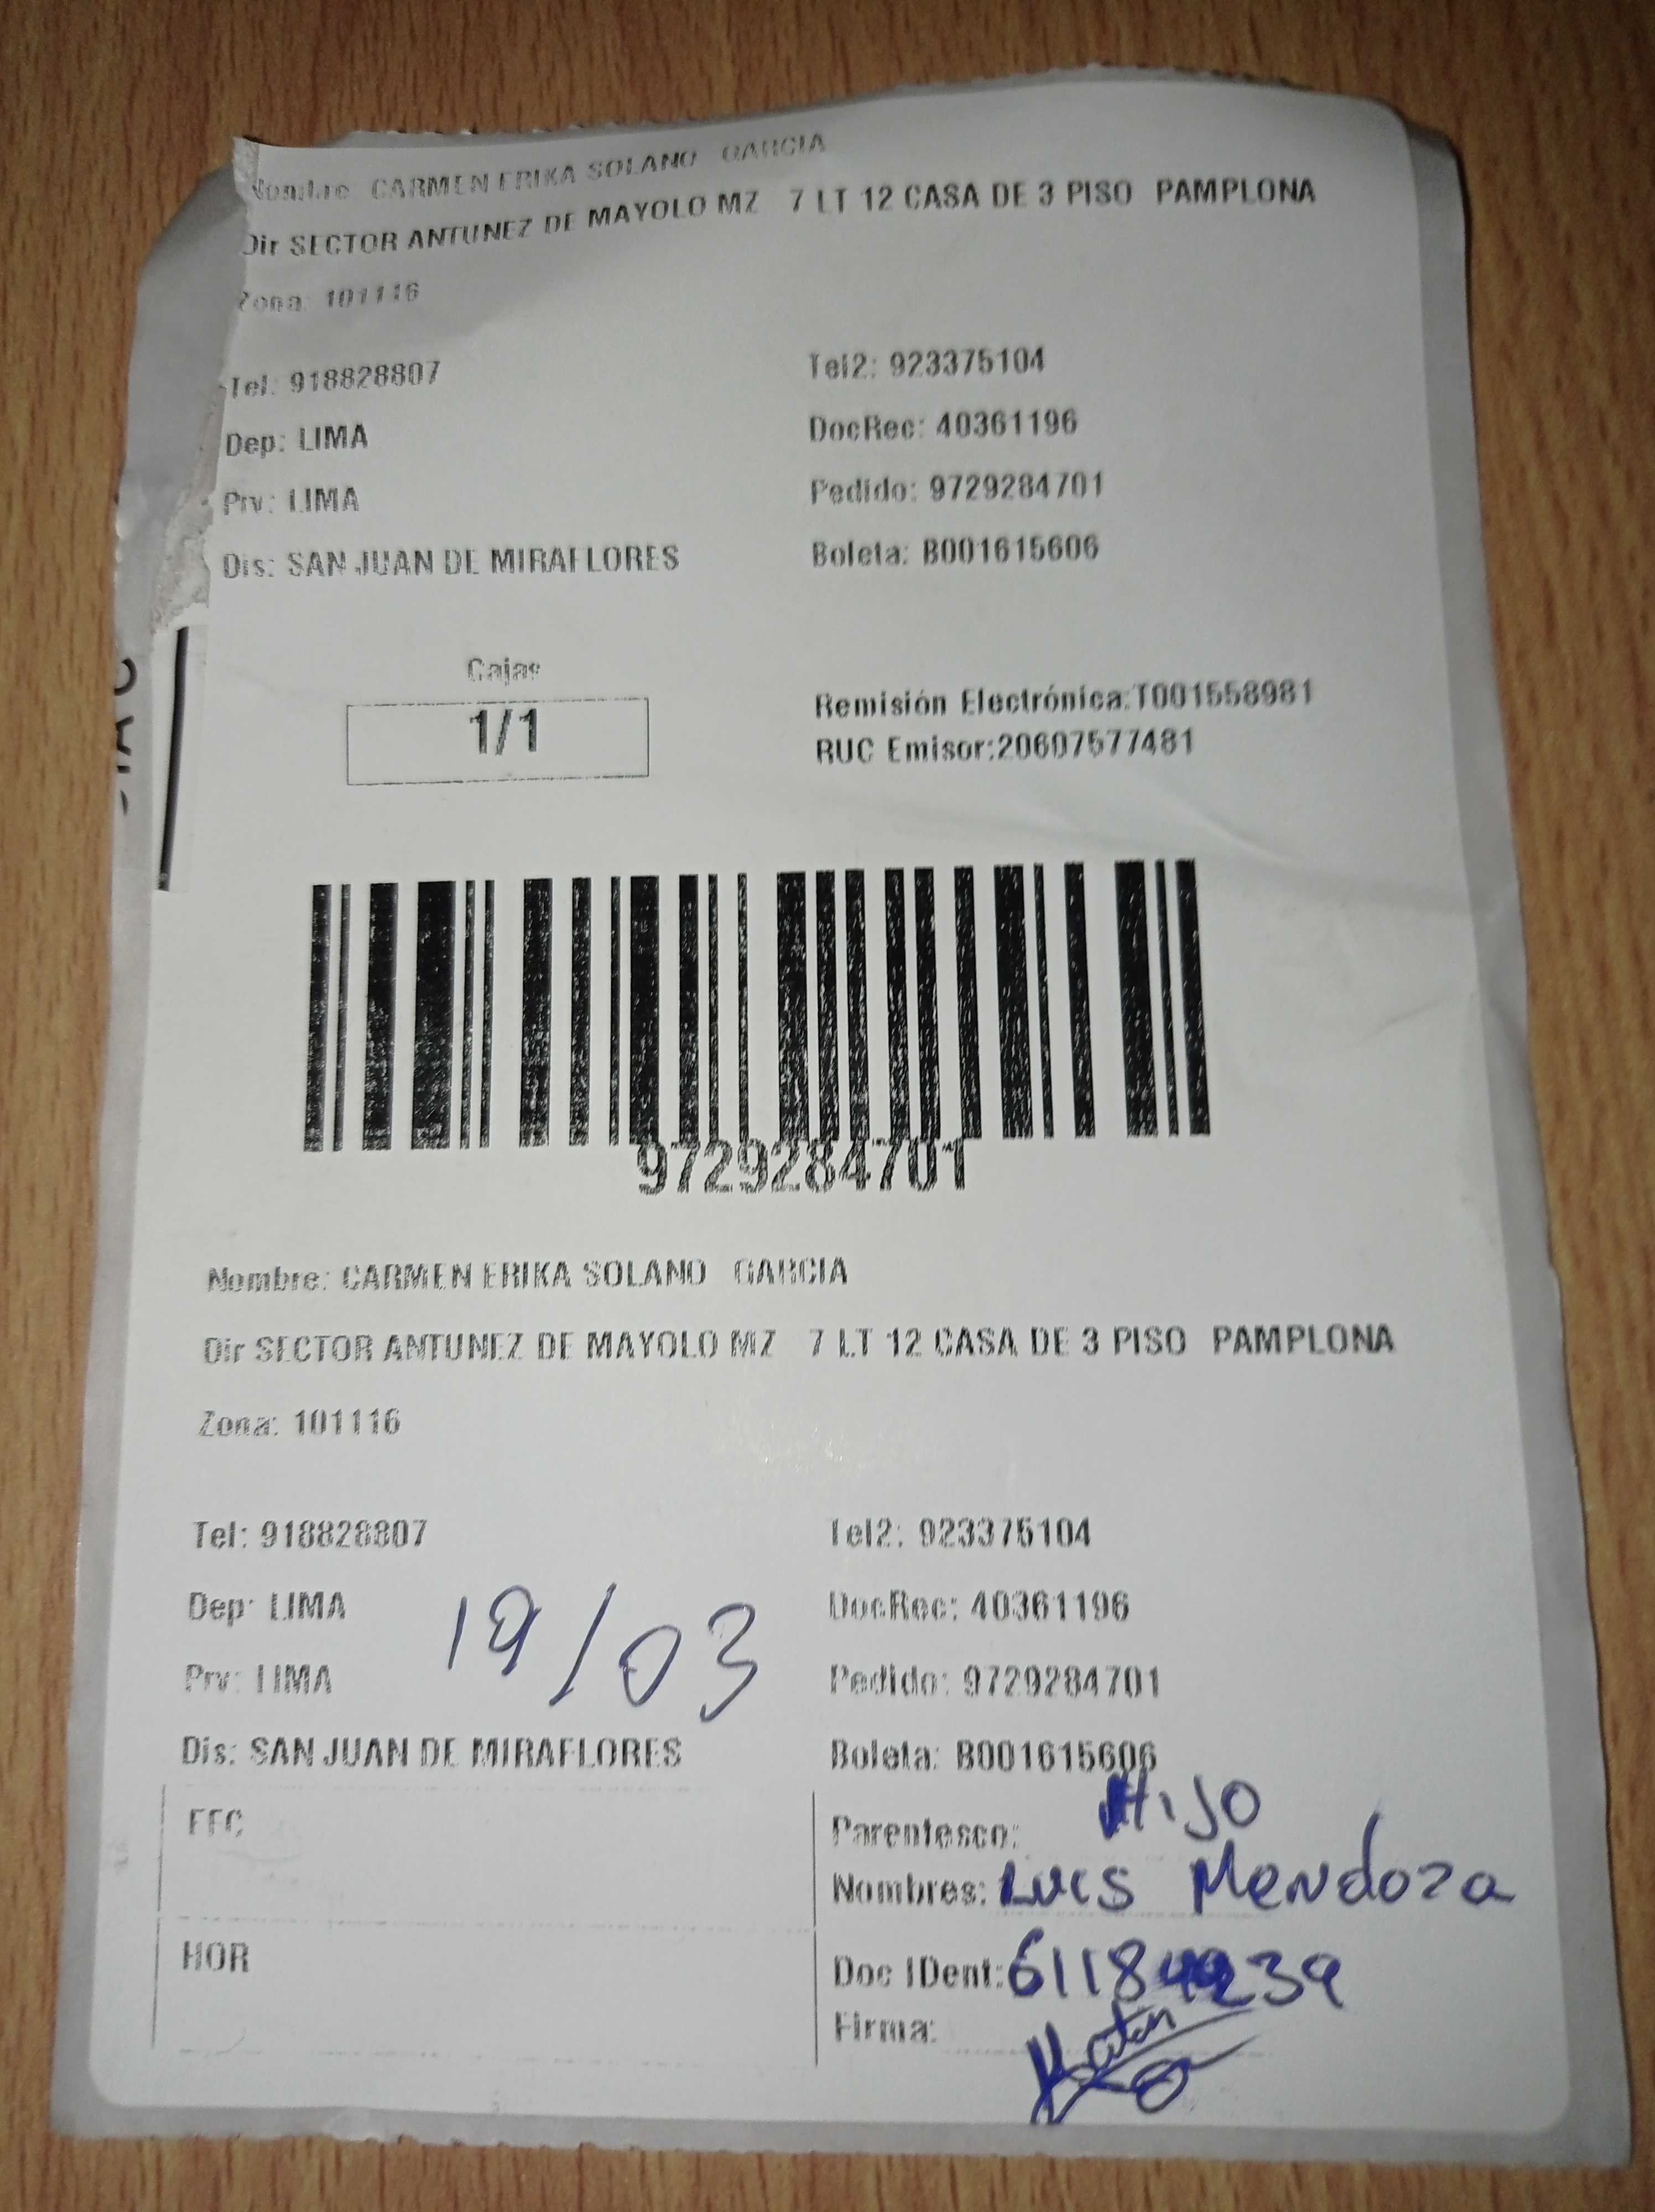 Nombre: CARMEN ERIKA SOLANO GARCIA
Dir SECTOR ANTUNEZ DE MAYOLO MZ 7 LT 12 CASA DE 3 PISO PAMPLONA
Zona: 101116
Tel: 918828807 Tel2: 923375104
Dep: LIMA DocRec: 40361196
Prv: LIMA Pedido: 9729284701
Dis: SAN JUAN DE MIRAFLORES Boleta: B001615606
Cajas
1/1
Remisión Electrónica:T001558981
RUC Emisor:20607577481
9729284701
Nombre: CARMEN ERIKA SOLANO GARCIA
Dir SECTOR ANTUNEZ DE MAYOLO MZ 7 LT 12 CASA DE 3 PISO PAMPLONA
Zona: 101116
Tel: 918828807 Tel2: 923375104
Dep: LIMA DocRec: 40361196
19/03
Prv: LIMA Pedido: 9729284701
Dis: SAN JUAN DE MIRAFLORES Boleta: B001615606
FEC
Parentesco: HIJO
Nombres: Luis Mendoza
HOR
Doc IDent:
Firma: